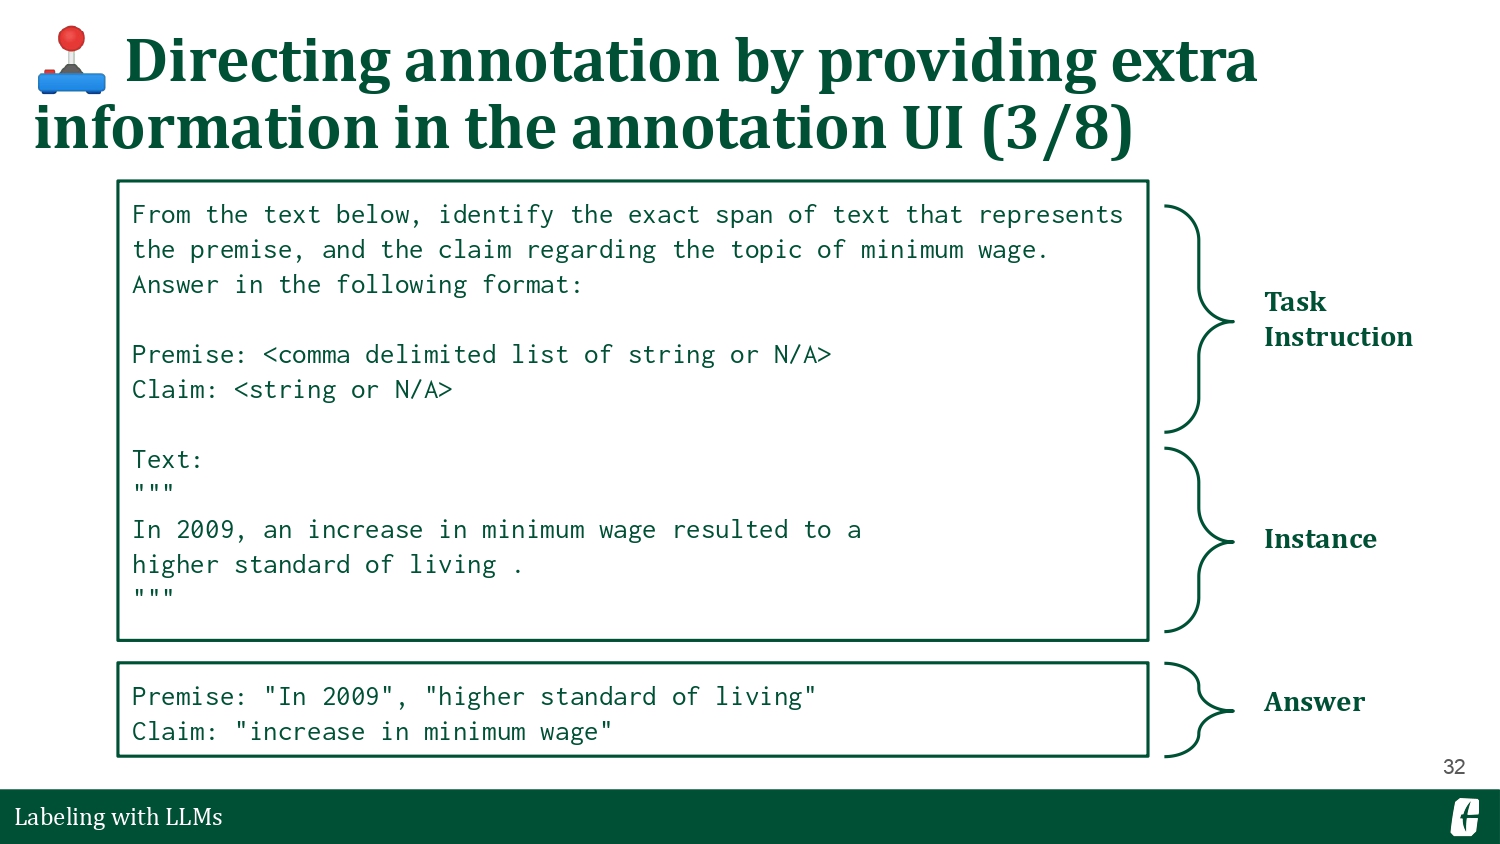 Directing annotation by providing extra
information in the annotation UI (3/8)
From the text below, identify the exact span of text that represents
the premise, and the claim regarding the topic of minimum wage.
Answer in the following format:
Premise: <comma delimited list of string or N/A>
Claim: <string or N/A>
Text:
"""
In 2009, an increase in minimum wage resulted to a
higher standard of living .
"""
Task
Instruction
Instance
Premise: "In 2009", "higher standard of living"
Claim: "increase in minimum wage"
Answer
32
Labeling with LLMs